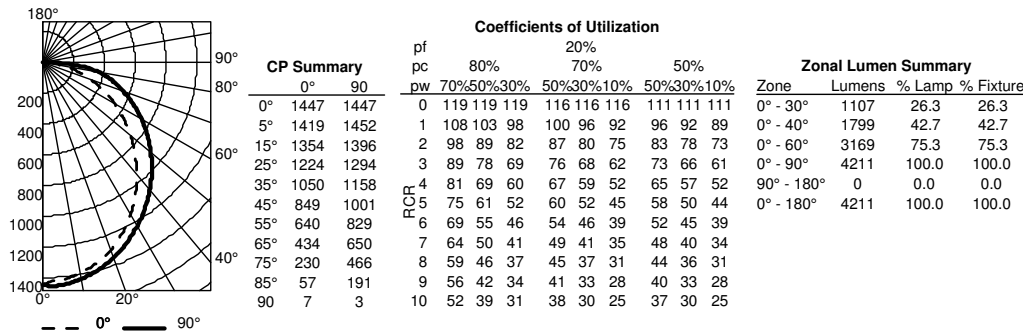 180°
90°
80°
60°
40°
20°
0°
200
400
600
800
1000
1200
1400
0° 90°
CP Summary
0° 90
0° 1447 1447
5° 1419 1452
15° 1354 1396
25° 1224 1294
35° 1050 1158
45° 849 1001
55° 640 829
65° 434 650
75° 230 466
85° 57 191
90 7 3
Coefficients of Utilization
pf 20%
pc 80% 70% 50%
pw 70%50%30% 50%30%10% 50%30%10%
RCR
0 119 119 119 116 116 116 111 111 111
1 108 103 98 100 96 92 96 92 89
2 98 89 82 87 80 75 83 78 73
3 89 78 69 76 68 62 73 66 61
4 81 69 60 67 59 52 65 57 52
5 75 61 52 60 52 45 58 50 44
6 69 55 46 54 46 39 52 45 39
7 64 50 41 49 41 35 48 40 34
8 59 46 37 45 37 31 44 36 31
9 56 42 34 41 33 28 40 33 28
10 52 39 31 38 30 25 37 30 25
Zonal Lumen Summary
Zone Lumens % Lamp % Fixture
0° - 30° 1107 26.3 26.3
0° - 40° 1799 42.7 42.7
0° - 60° 3169 75.3 75.3
0° - 90° 4211 100.0 100.0
90° - 180° 0 0.0 0.0
0° - 180° 4211 100.0 100.0